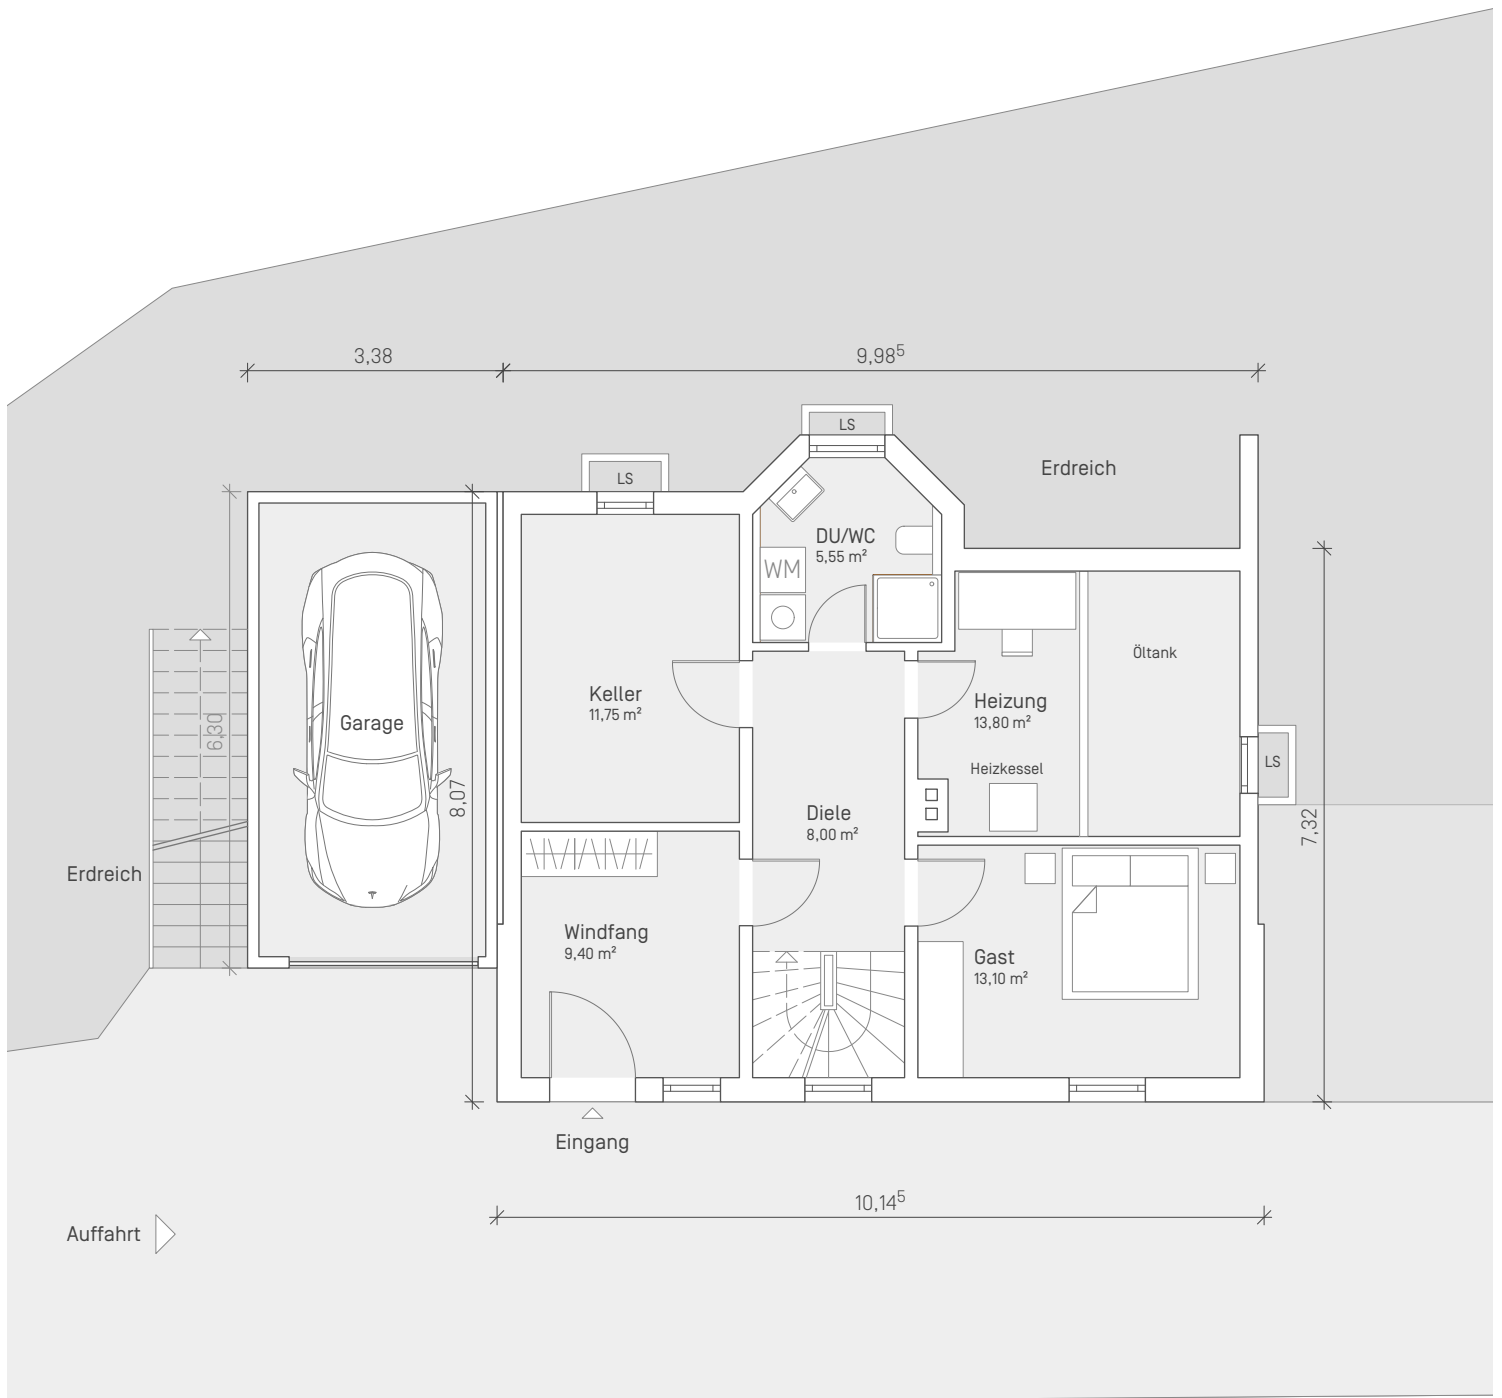 3,38
9,98⁵
LS
LS
Erdreich
DU/WC
5,55 m²
WM
Öltank
Keller
11,75 m²
Heizung
13,80 m²
Garage
6,30
Heizkessel
LS
8,07
Diele
8,00 m²
7,32
Erdreich
Windfang
9,40 m²
Gast
13,10 m²
Eingang
10,14⁵
Auffahrt